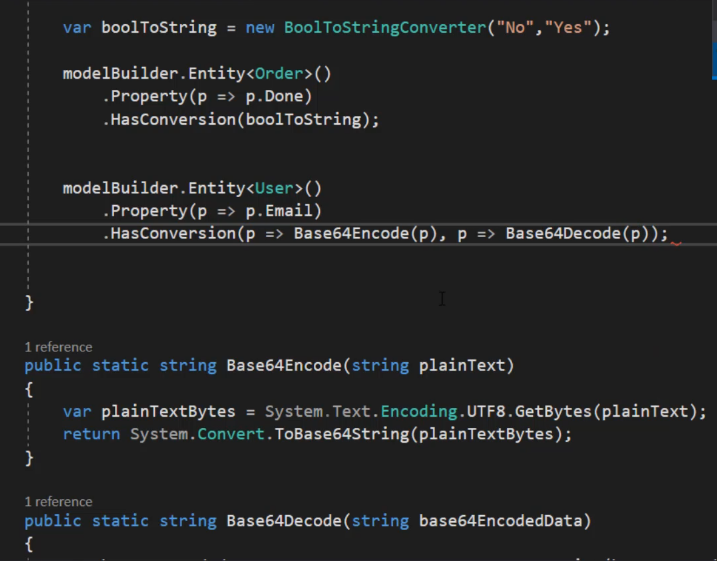 var boolToString = new BoolToStringConverter("No","Yes");
modelBuilder.Entity<Order>()
.Property(p => p.Done)
.HasConversion(boolToString);
modelBuilder.Entity<User>()
.Property(p => p.Email)
.HasConversion(p => Base64Encode(p), p => Base64Decode(p));
}
1 reference
public static string Base64Encode(string plainText)
{
var plainTextBytes = System.Text.Encoding.UTF8.GetBytes(plainText);
return System.Convert.ToBase64String(plainTextBytes);
}
1 reference
public static string Base64Decode(string base64EncodedData)
{